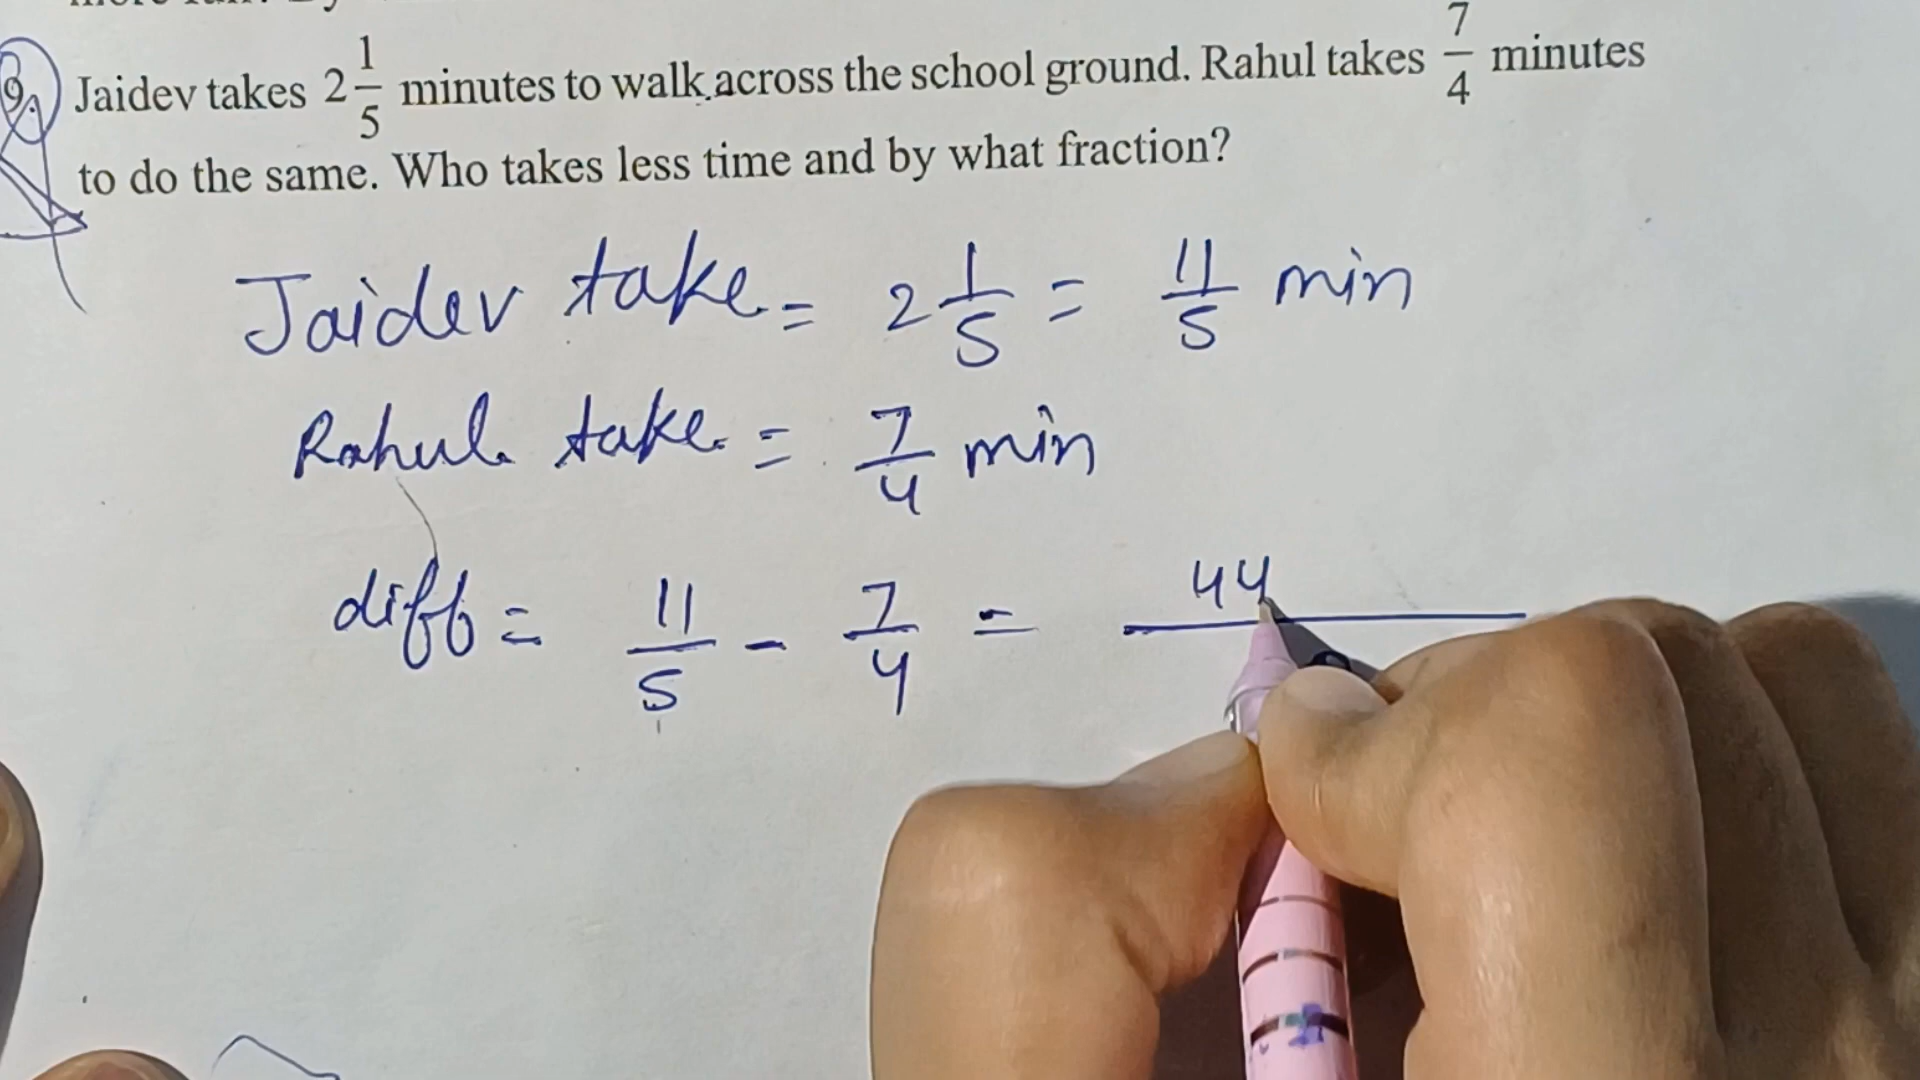 9. Jaidev takes 2 1/5 minutes to walk across the school ground. Rahul takes 7/4 minutes
to do the same. Who takes less time and by what fraction?
Jaidev take = 2 1/5 = 11/5 min
Rahul take = 7/4 min
diff = 11/5 - 7/4 = 44